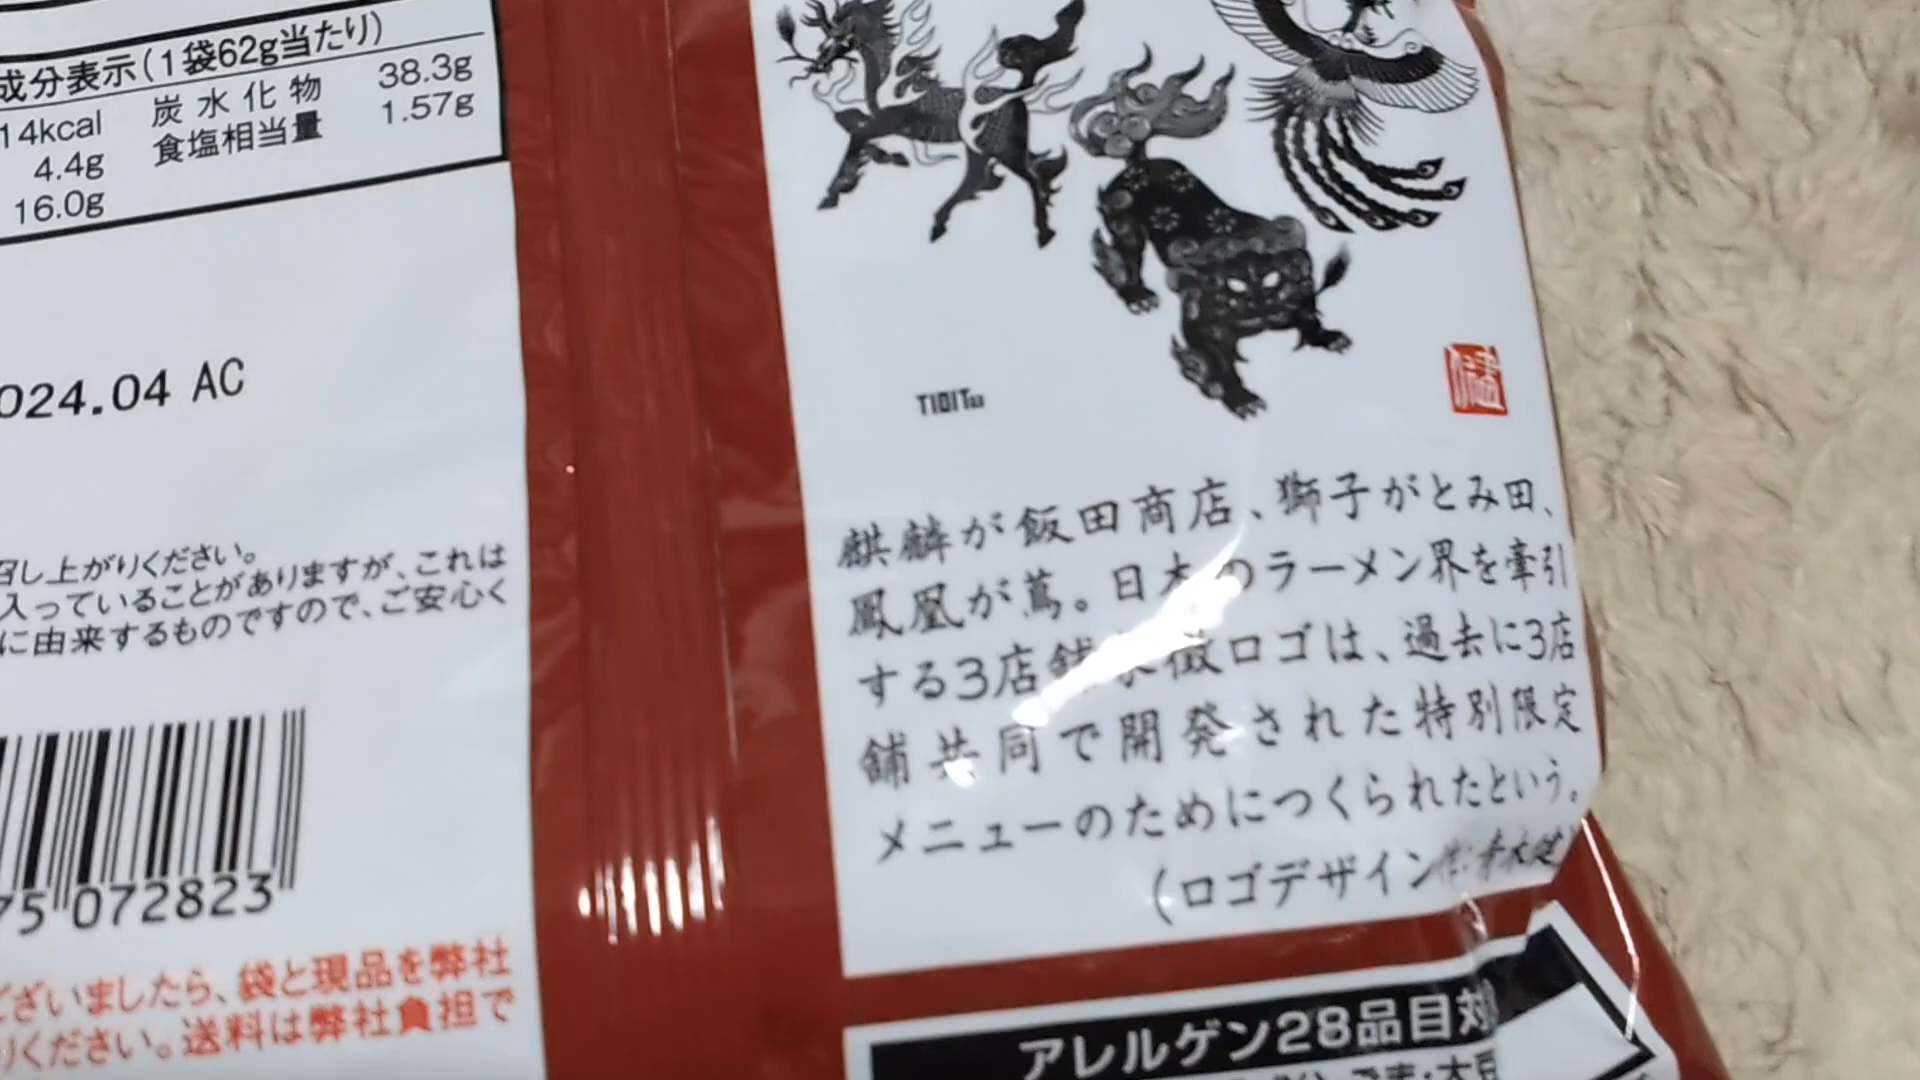 成分表示(1袋62g当たり)
14kcal 炭水化物 38.3g
4.4g 食塩相当量 1.57g
16.0g
024.04 AC
召し上がりください。
入っていることがありますが、これは
に由来するものですので、ご安心く
75 072823
ございましたら、袋と現品を弊社
りください。送料は弊社負担で
麒麟が飯田商店、獅子がとみ田、
鳳凰が蔦。日本のラーメン界を牽引
する3店舗 徴ロゴは、過去に3店
舗共同で開発された特別限定
メニューのためにつくられたという。
(ロゴデザイン
アレルゲン28品目対
ごま・大豆